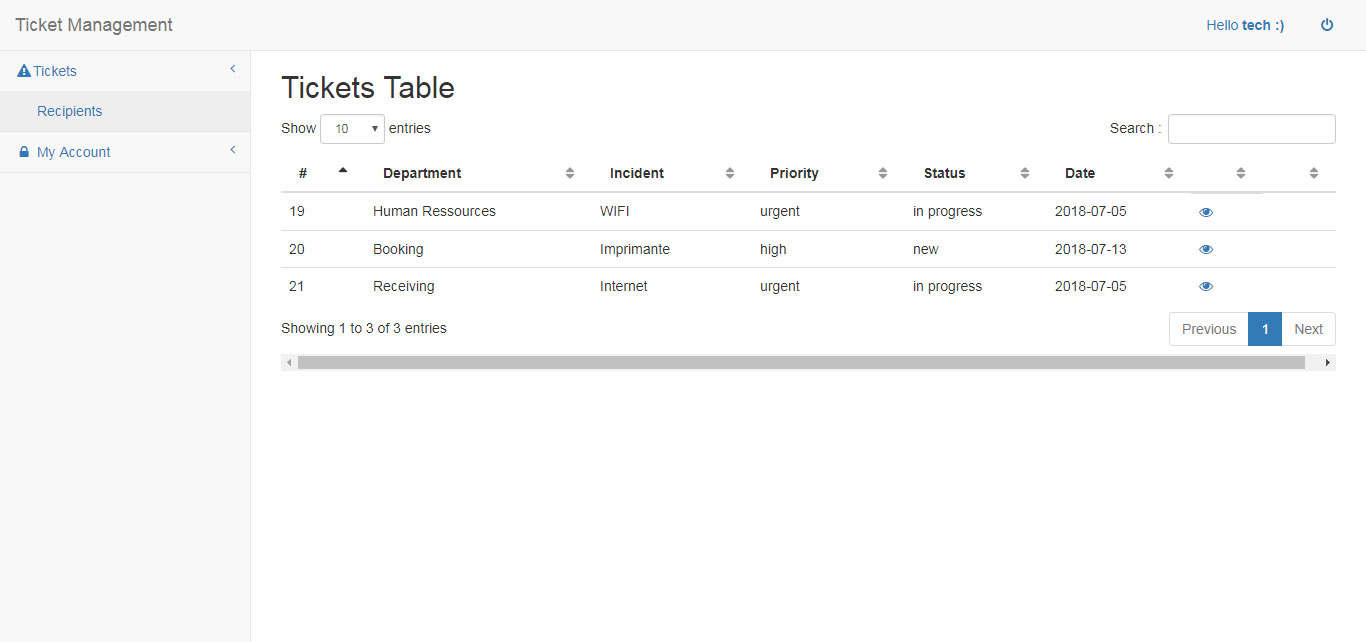 Ticket Management
Hello tech :)
Tickets
Recipients
My Account
Tickets Table
Show 10 entries
Search :
# Department Incident Priority Status Date
19 Human Ressources WIFI urgent in progress 2018-07-05
20 Booking Imprimante high new 2018-07-13
21 Receiving Internet urgent in progress 2018-07-05
Showing 1 to 3 of 3 entries
Previous 1 Next